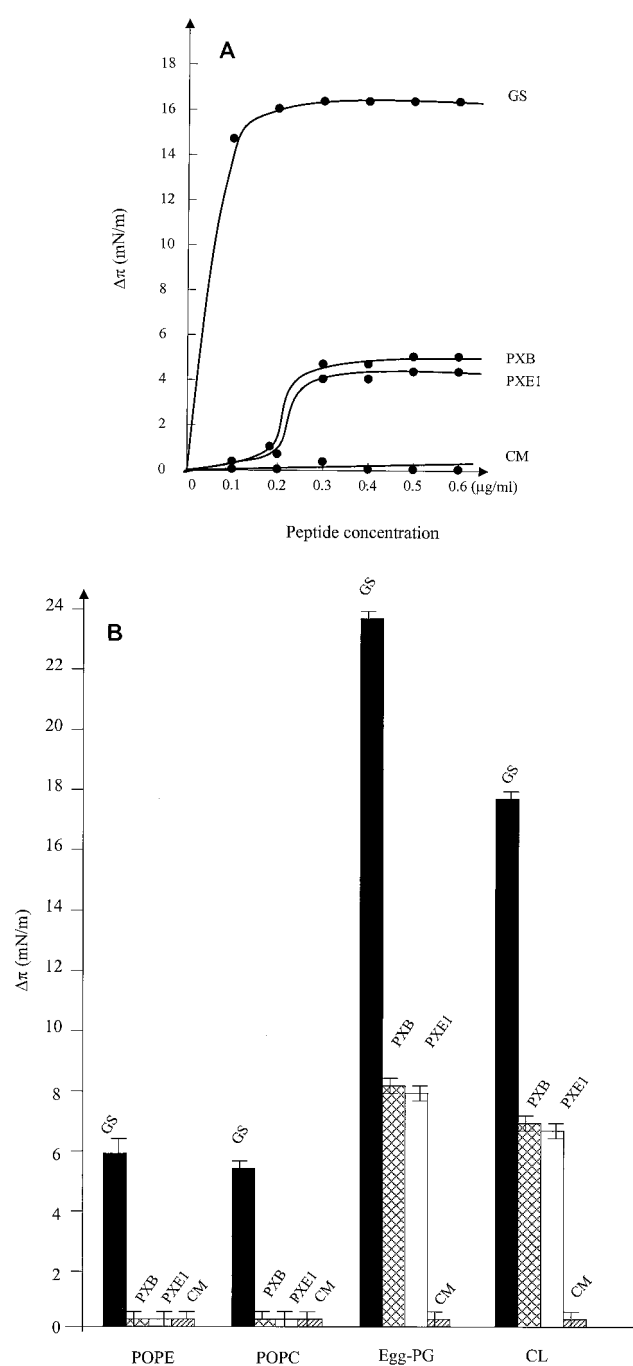 A
18
16
14
12
10
8
6
4
2
0
Δπ (mN/m)
GS
PXB
PXE1
CM
0 0.1 0.2 0.3 0.4 0.5 0.6 (μg/ml)
Peptide concentration
B
24
22
20
18
16
14
12
10
8
6
4
2
0
Δπ (mN/m)
GS PXB PXE1 CM
GS PXB PXE1 CM
GS PXB PXE1 CM
GS PXB PXE1 CM
POPE POPC Egg-PG CL